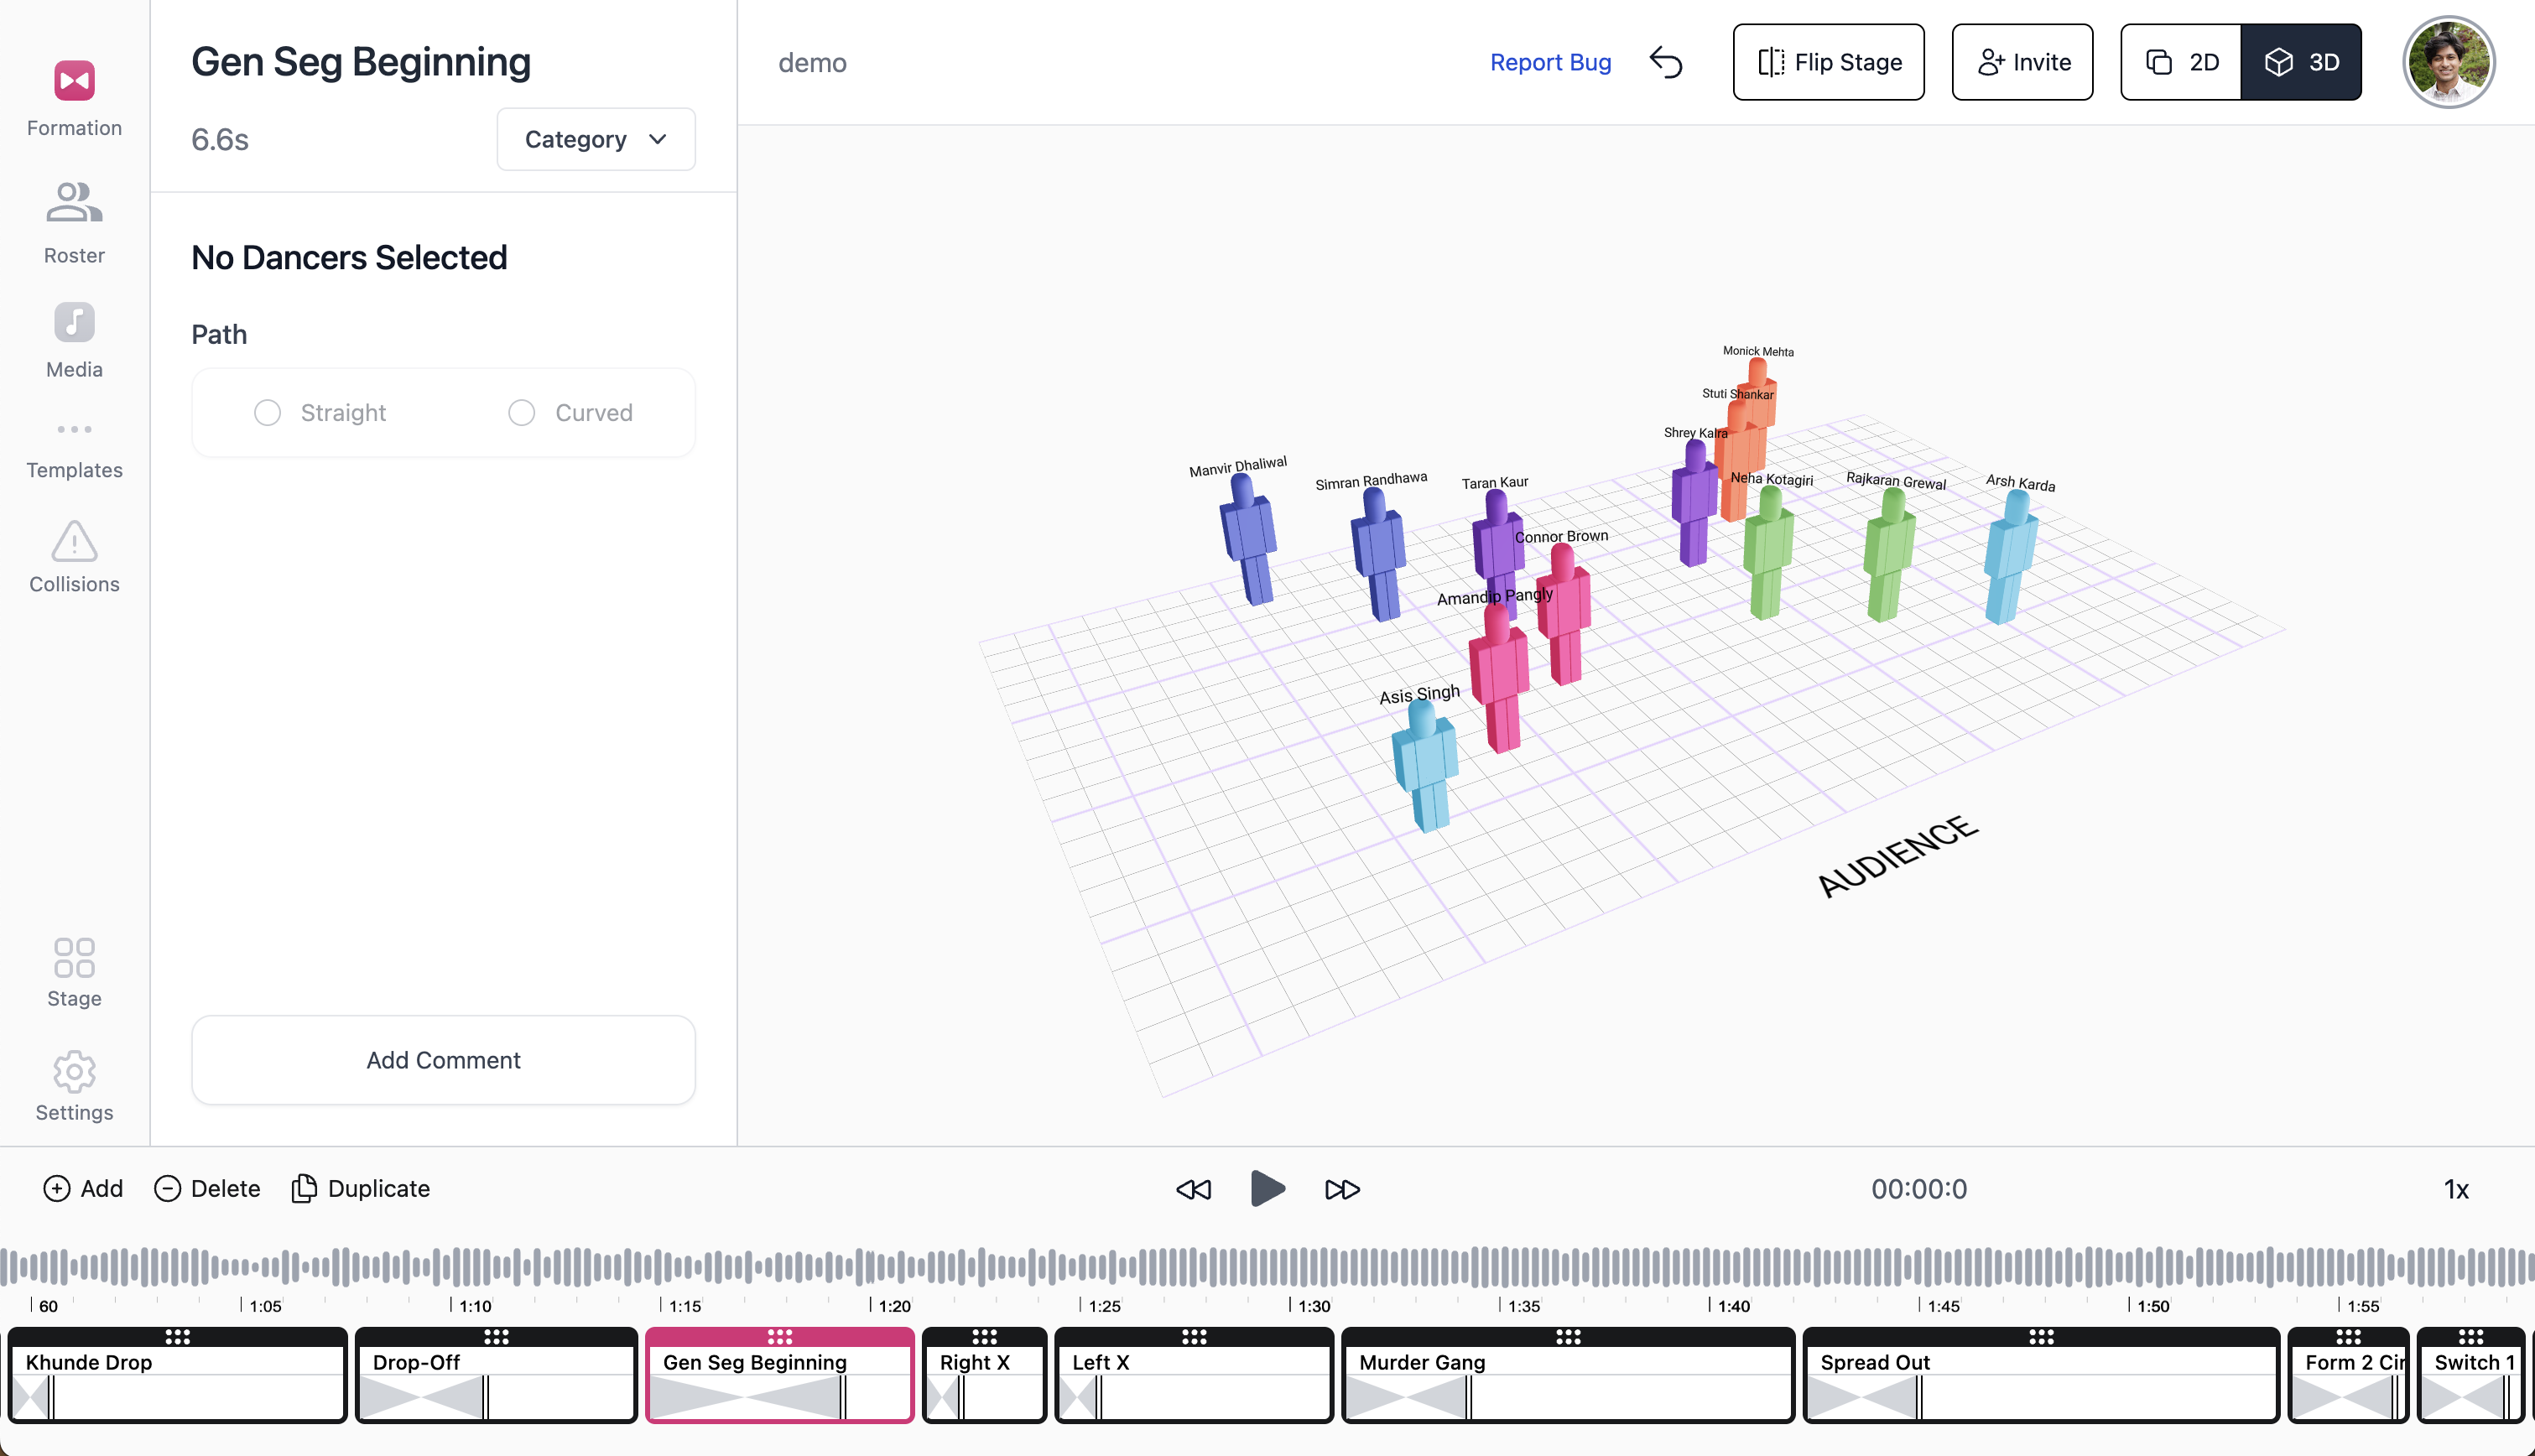 Formation
Roster
Media
Templates
Collisions
Stage
Settings
Gen Seg Beginning
6.6s
Category
No Dancers Selected
Path
Straight
Curved
Add Comment
demo
Report Bug
Flip Stage
Invite
2D
3D
Monick Mehta
Stuti Shankar
Shrey Kalra
Manvir Dhaliwal
Simran Randhawa
Taran Kaur
Neha Kotagiri
Rajkaran Grewal
Arsh Karda
Connor Brown
Amandip Pangly
Asis Singh
AUDIENCE
Add
Delete
Duplicate
00:00:0
1x
60 1:05 1:10 1:15 1:20 1:25 1:30 1:35 1:40 1:45 1:50 1:55
Khunde Drop
Drop-Off
Gen Seg Beginning
Right X
Left X
Murder Gang
Spread Out
Form 2 Cir
Switch 1